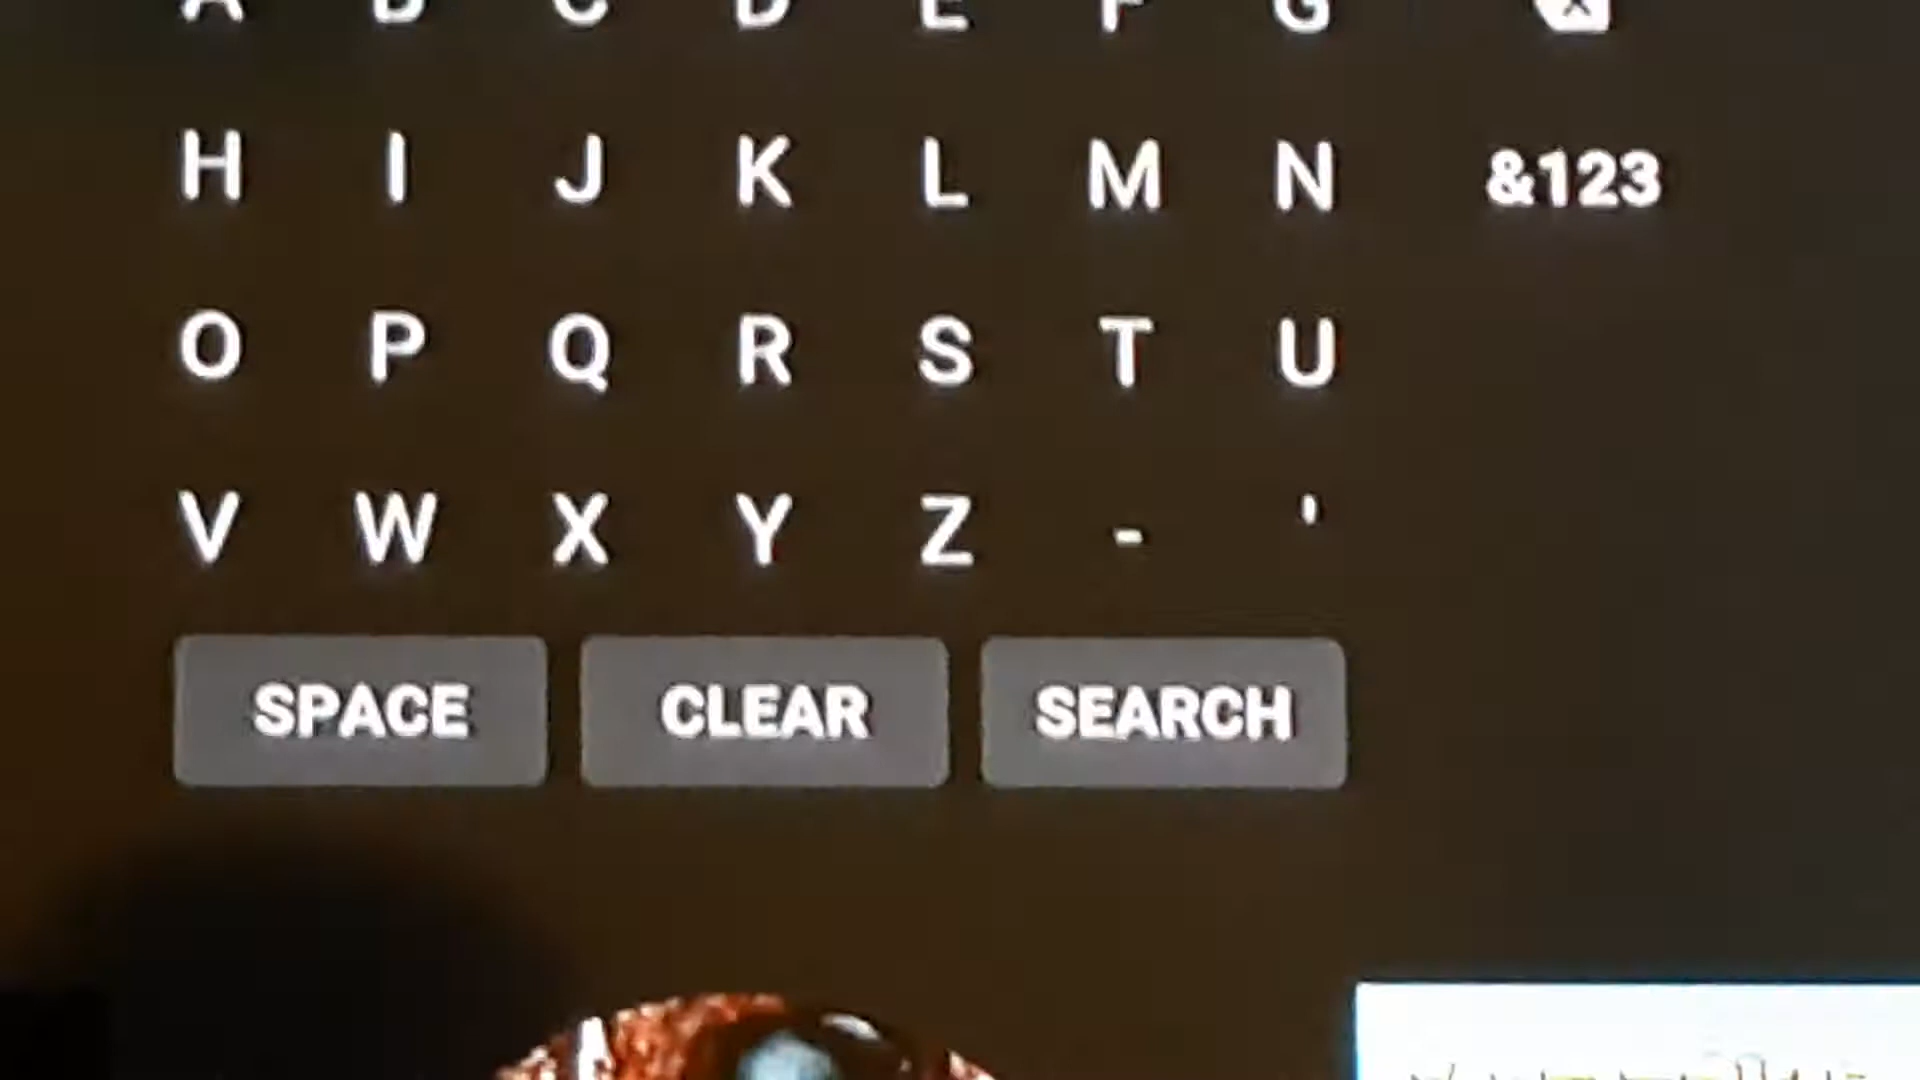 A B C D E F G
H I J K L M N &123
O P Q R S T U
V W X Y Z - '
SPACE CLEAR SEARCH